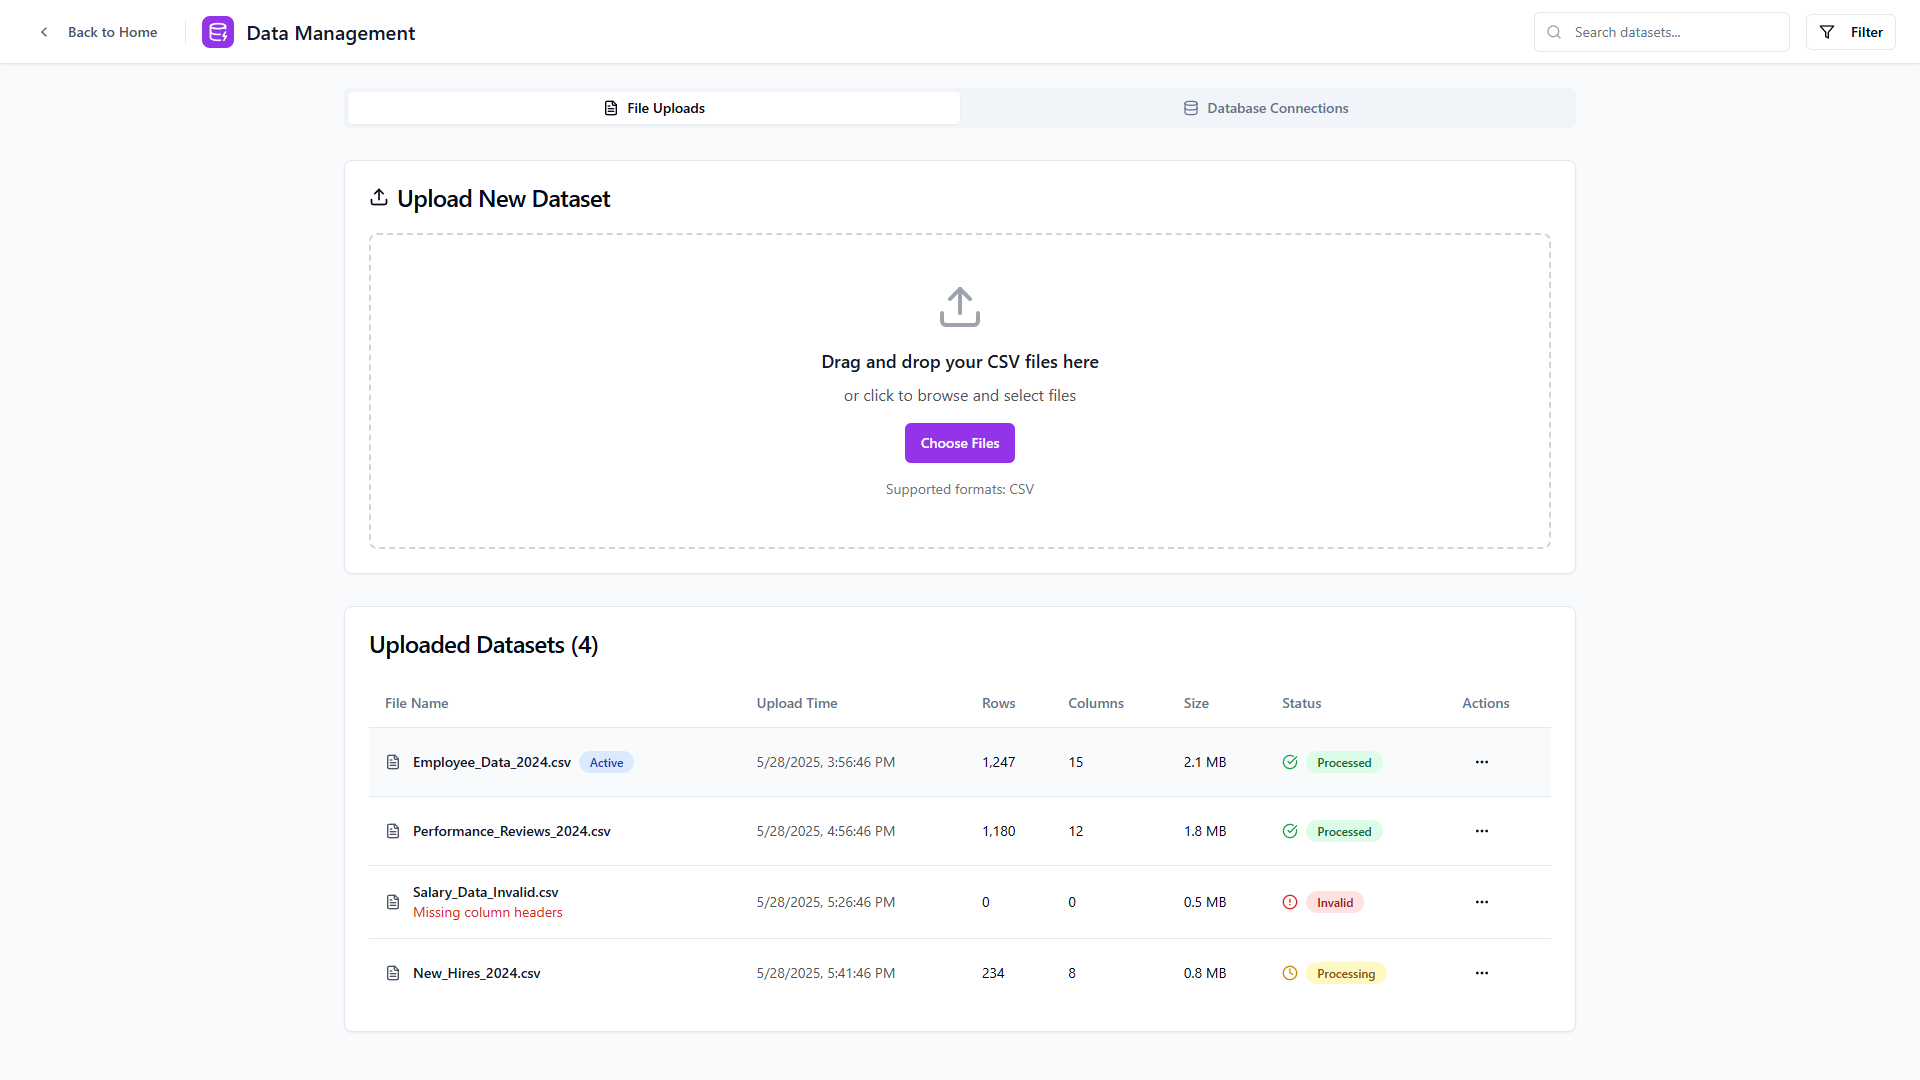 Back to Home
Data Management
Search datasets...
Filter
File Uploads
Database Connections
Upload New Dataset
Drag and drop your CSV files here
or click to browse and select files
Choose Files
Supported formats: CSV
Uploaded Datasets (4)
File Name Upload Time Rows Columns Size Status Actions
Employee_Data_2024.csv Active 5/28/2025, 3:56:46 PM 1,247 15 2.1 MB Processed
Performance_Reviews_2024.csv 5/28/2025, 4:56:46 PM 1,180 12 1.8 MB Processed
Salary_Data_Invalid.csv 5/28/2025, 5:26:46 PM 0 0 0.5 MB Invalid
Missing column headers
New_Hires_2024.csv 5/28/2025, 5:41:46 PM 234 8 0.8 MB Processing